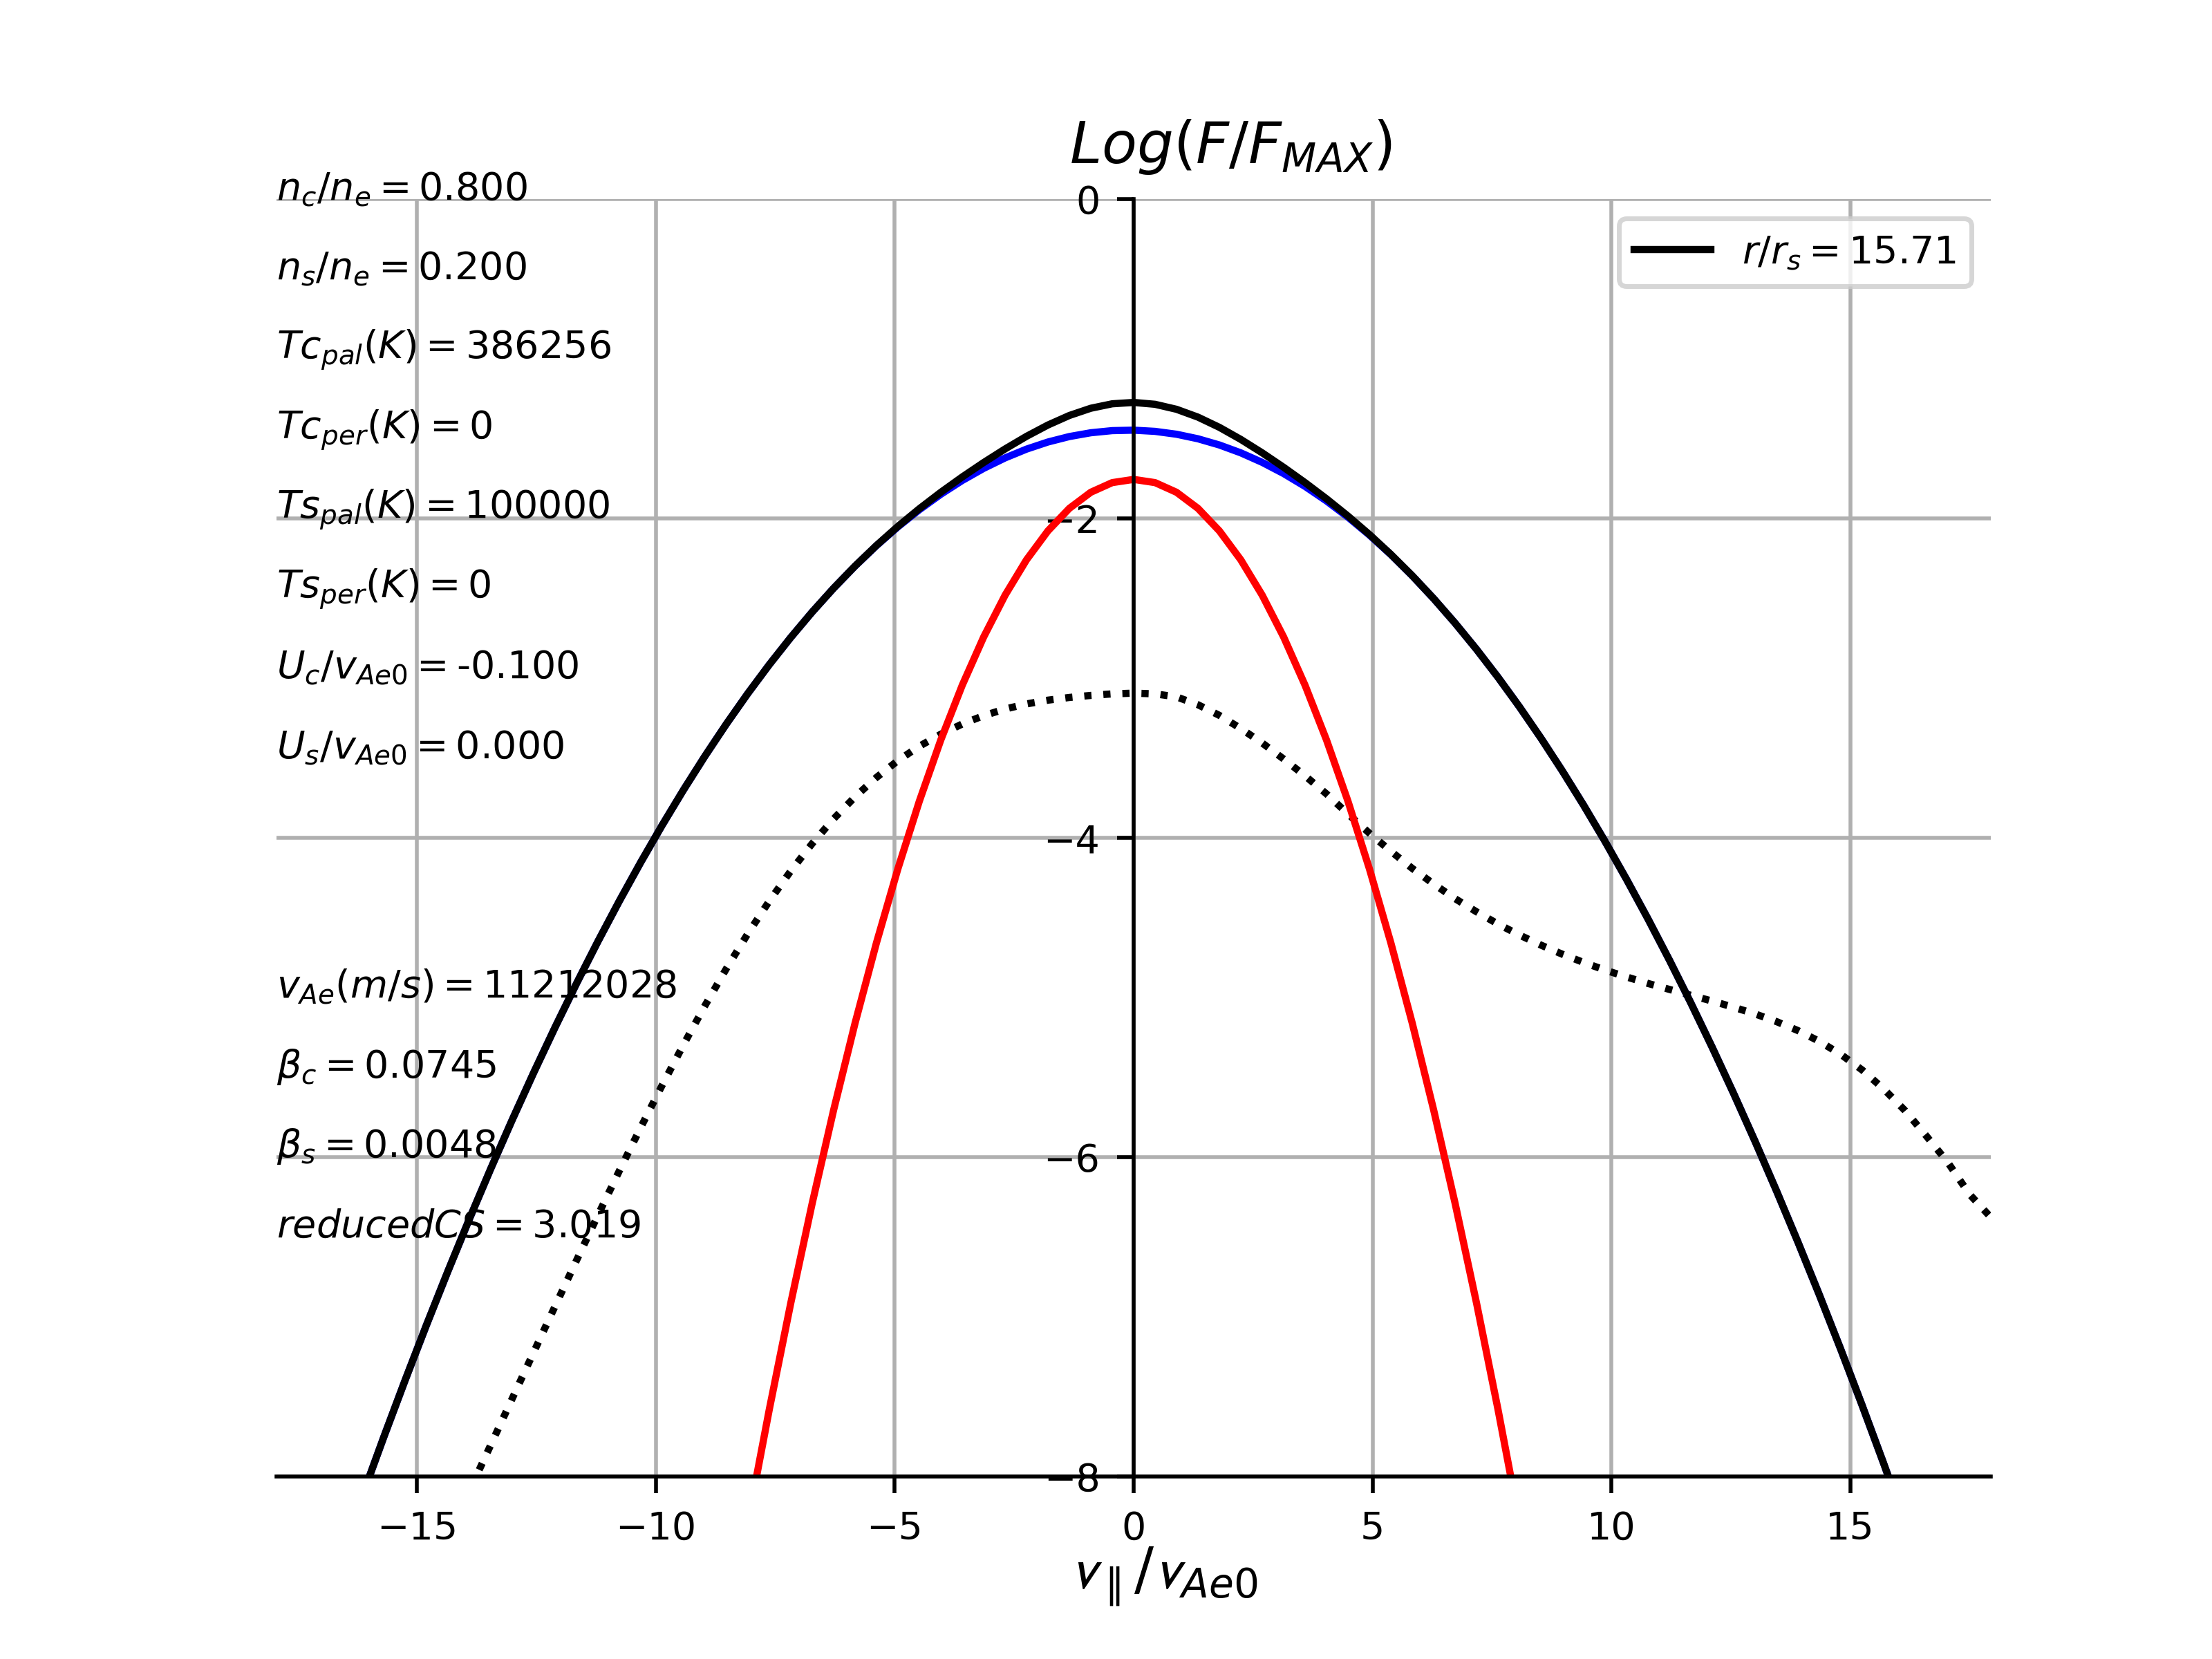 Log(F/F_MAX)
n_c/n_e = 0.800
0
r/r_s = 15.71
n_s/n_e = 0.200
Tc_pal(K) = 386256
Tc_per(K) = 0
Ts_pal(K) = 100000
−2
Ts_per(K) = 0
U_c/v_Ae0 = -0.100
U_s/v_Ae0 = 0.000
−4
v_Ae(m/s) = 11212028
β_c = 0.0745
β_s = 0.0048
−6
reducedCS = 3.019
−8
−15 −10 −5 0 5 10 15
v_∥/v_Ae0